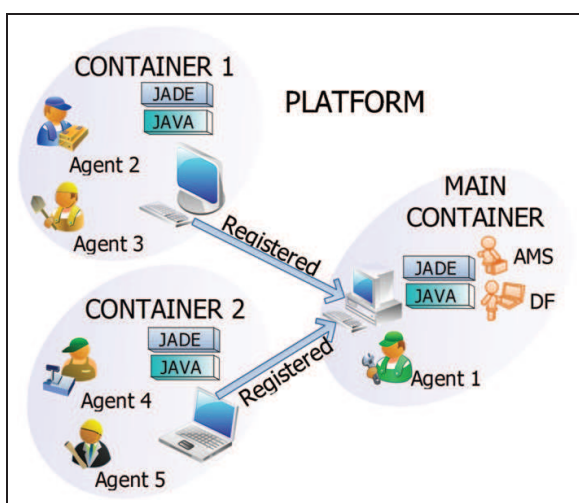 CONTAINER 1
JADE
JAVA
Agent 2
Agent 3
PLATFORM
Registered
MAIN
CONTAINER
JADE
JAVA
AMS
DF
Agent 1
CONTAINER 2
JADE
JAVA
Agent 4
Agent 5
Registered